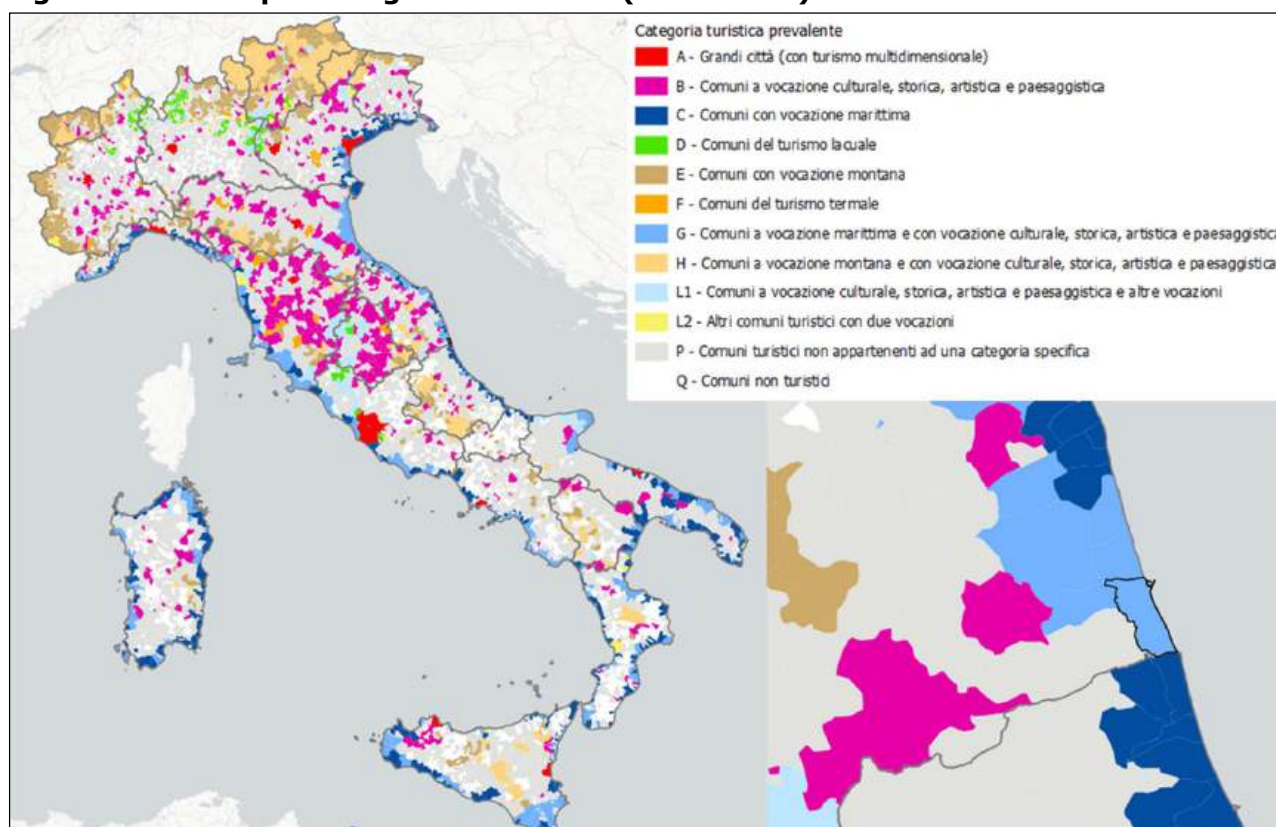 Categoria turistica prevalente
A - Grandi città (con turismo multidimensionale)
B - Comuni a vocazione culturale, storica, artistica e paesaggistica
C - Comuni con vocazione marittima
D - Comuni del turismo lacuale
E - Comuni con vocazione montana
F - Comuni del turismo termale
G - Comuni a vocazione marittima e con vocazione culturale, storica, artistica e paesaggistica
H - Comuni a vocazione montana e con vocazione culturale, storica, artistica e paesaggistica
L1 - Comuni a vocazione culturale, storica, artistica e paesaggistica e altre vocazioni
L2 - Altri comuni turistici con due vocazioni
P - Comuni turistici non appartenenti ad una categoria specifica
Q - Comuni non turistici